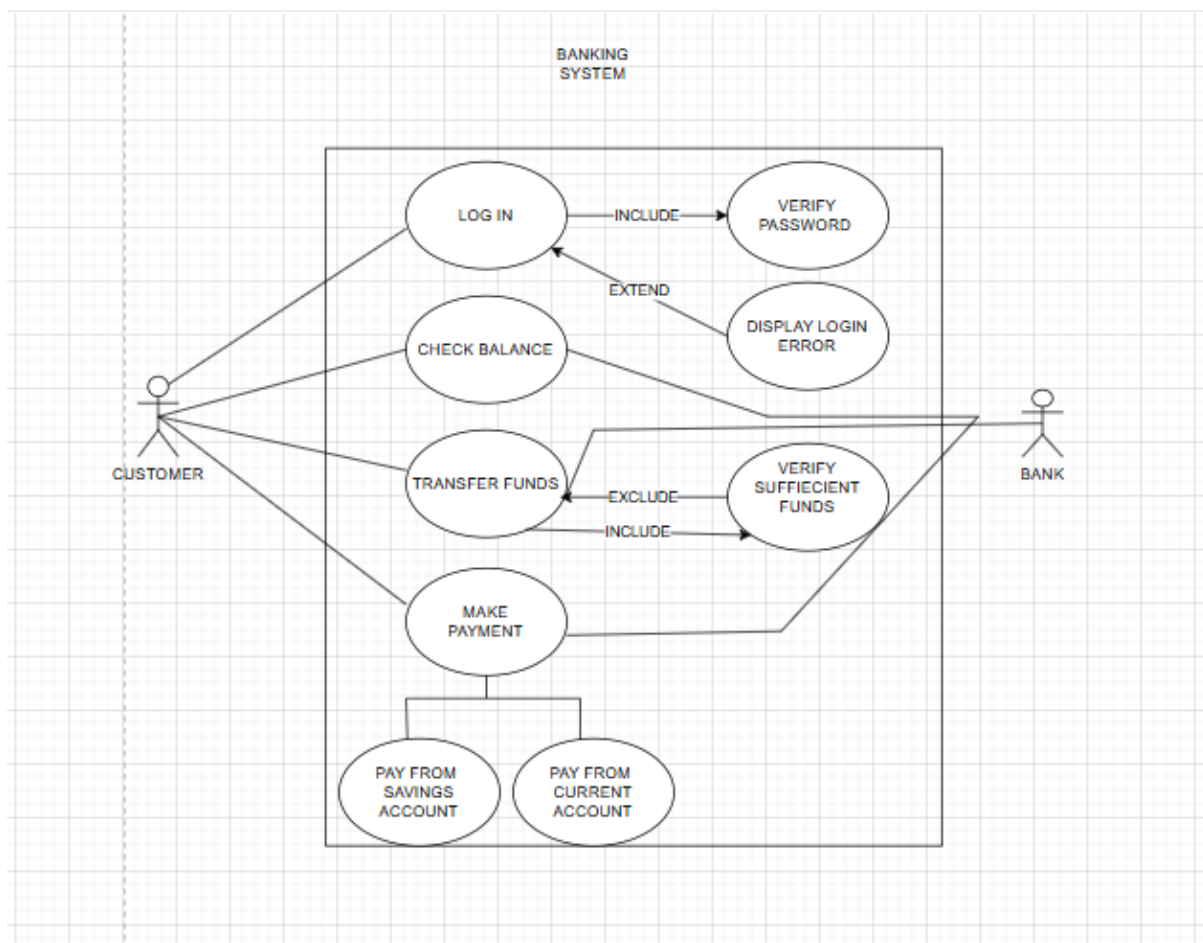 BANKING
SYSTEM
LOG IN
INCLUDE
VERIFY
PASSWORD
EXTEND
DISPLAY LOGIN
ERROR
CHECK BALANCE
CUSTOMER
BANK
TRANSFER FUNDS
EXCLUDE
INCLUDE
VERIFY
SUFFIECIENT
FUNDS
MAKE
PAYMENT
PAY FROM
SAVINGS
ACCOUNT
PAY FROM
CURRENT
ACCOUNT